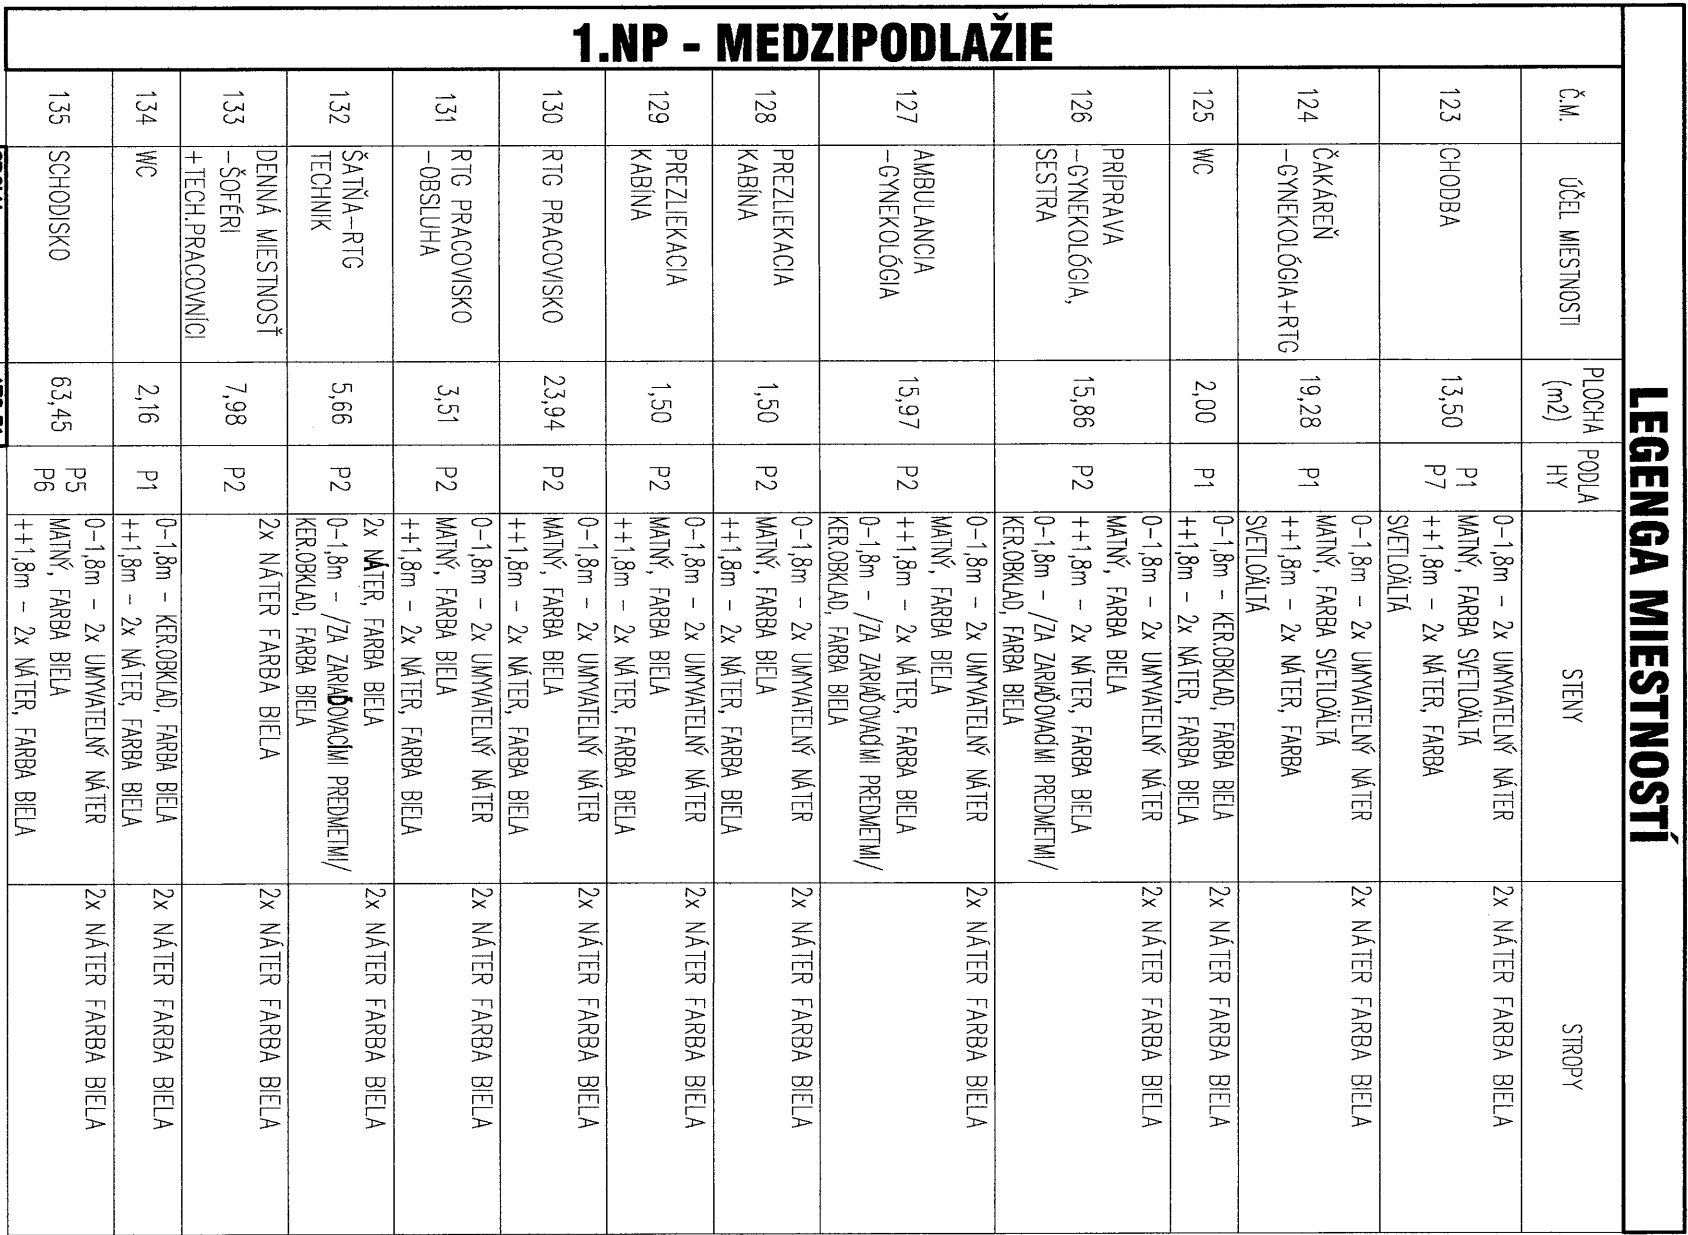 LEGENGA MIESTNOSTÍ
1.NP - MEDZIPODLAŽIE
Č.M.
ÚČEL MIESTNOSTI
PLOCHA
(m2)
PODLA
HY
STENY
STROPY
123
CHODBA
13,50
P1
P7
0-1,8m - 2x UMÝVATELNÝ NÁTER
MATNÝ, FARBA SVETLOÄLTÁ
++1,8m - 2x NÁTER, FARBA
SVETLOÄLTÁ
2x NÁTER FARBA BIELA
124
ČAKÁREŇ
-GYNEKOLÓGIA+RTG
19,28
P1
0-1,8m - 2x UMÝVATELNÝ NÁTER
MATNÝ, FARBA SVETLOÄLTÁ
++1,8m - 2x NÁTER, FARBA
SVETLOÄLTÁ
2x NÁTER FARBA BIELA
125
WC
2,00
P1
0-1,8m - KER.OBKLAD, FARBA BIELA
++1,8m - 2x NÁTER, FARBA BIELA
2x NÁTER FARBA BIELA
126
PRÍPRAVA
-GYNEKOLÓGIA,
SESTRA
15,86
P2
0-1,8m - 2x UMÝVATELNÝ NÁTER
MATNÝ, FARBA BIELA
++1,8m - 2x NÁTER, FARBA BIELA
0-1,8m - /ZA ZARIAĎOVACÍMI PREDMETMI/
KER.OBKLAD, FARBA BIELA
2x NÁTER FARBA BIELA
127
AMBULANCIA
-GYNEKOLÓGIA
15,97
P2
0-1,8m - 2x UMÝVATELNÝ NÁTER
MATNÝ, FARBA BIELA
++1,8m - 2x NÁTER, FARBA BIELA
0-1,8m - /ZA ZARIAĎOVACÍMI PREDMETMI/
KER.OBKLAD, FARBA BIELA
2x NÁTER FARBA BIELA
128
PREZLIEKACIA
KABÍNA
1,50
P2
0-1,8m - 2x UMÝVATELNÝ NÁTER
MATNÝ, FARBA BIELA
++1,8m - 2x NÁTER, FARBA BIELA
2x NÁTER FARBA BIELA
129
PREZLIEKACIA
KABÍNA
1,50
P2
0-1,8m - 2x UMÝVATELNÝ NÁTER
MATNÝ, FARBA BIELA
++1,8m - 2x NÁTER, FARBA BIELA
2x NÁTER FARBA BIELA
130
RTG PRACOVISKO
23,94
P2
0-1,8m - 2x UMÝVATELNÝ NÁTER
MATNÝ, FARBA BIELA
++1,8m - 2x NÁTER, FARBA BIELA
2x NÁTER FARBA BIELA
131
RTG PRACOVISKO
-OBSLUHA
3,51
P2
0-1,8m - 2x UMÝVATELNÝ NÁTER
MATNÝ, FARBA BIELA
++1,8m - 2x NÁTER, FARBA BIELA
2x NÁTER FARBA BIELA
132
ŠATŇA-RTG
TECHNIK
5,66
P2
2x NÁTER, FARBA BIELA
0-1,8m - /ZA ZARIAĎOVACÍMI PREDMETMI/
KER.OBKLAD, FARBA BIELA
2x NÁTER FARBA BIELA
133
DENNÁ MIESTNOSŤ
-ŠOFÉRI
+TECH.PRACOVNÍCI
7,98
P2
2x NÁTER FARBA BIELA
2x NÁTER FARBA BIELA
134
WC
2,16
P1
0-1,8m - KER.OBKLAD, FARBA BIELA
++1,8m - 2x NÁTER, FARBA BIELA
2x NÁTER FARBA BIELA
135
SCHODISKO
63,45
P5
P6
0-1,8m - 2x UMÝVATELNÝ NÁTER
MATNÝ, FARBA BIELA
++1,8m - 2x NÁTER, FARBA BIELA
2x NÁTER FARBA BIELA